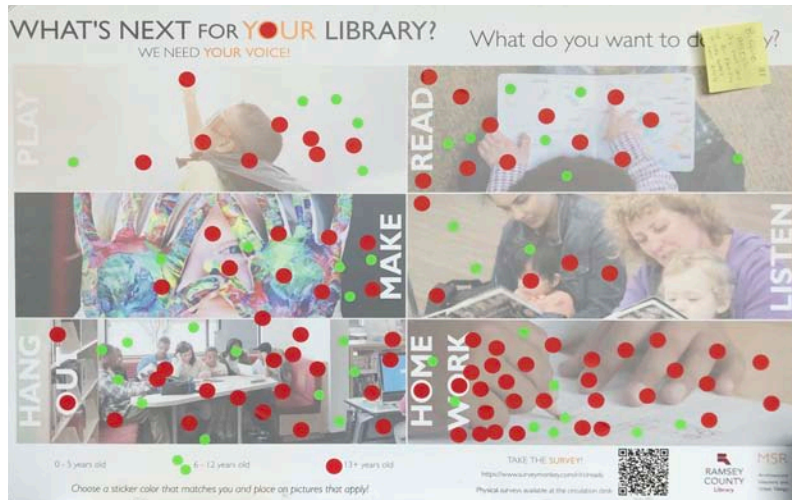 WHAT'S NEXT FOR YOUR LIBRARY?
WE NEED YOUR VOICE!
What do you want to do
PLAY
READ
MAKE
LISTEN
HANG
OUT
HOME
WORK
0 - 5 years old
6 - 12 years old
13+ years old
Choose a sticker color that matches you and place on pictures that apply!
TAKE THE SURVEY!
Physical surveys available at the circulation desk
RAMSEY
COUNTY
Library
MSR